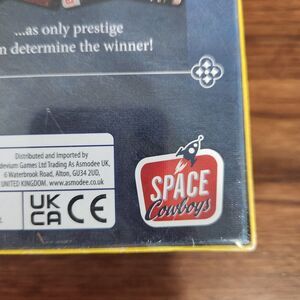 ...as only prestige
n determine the winner!
Distributed and Imported by
devium Games Ltd Trading As Asmodee UK,
6 Waterbrook Road, Alton, GU34 2UD,
UNITED KINGDOM. www.asmodee.co.uk
UK
CA CE
SPACE
Cowboys